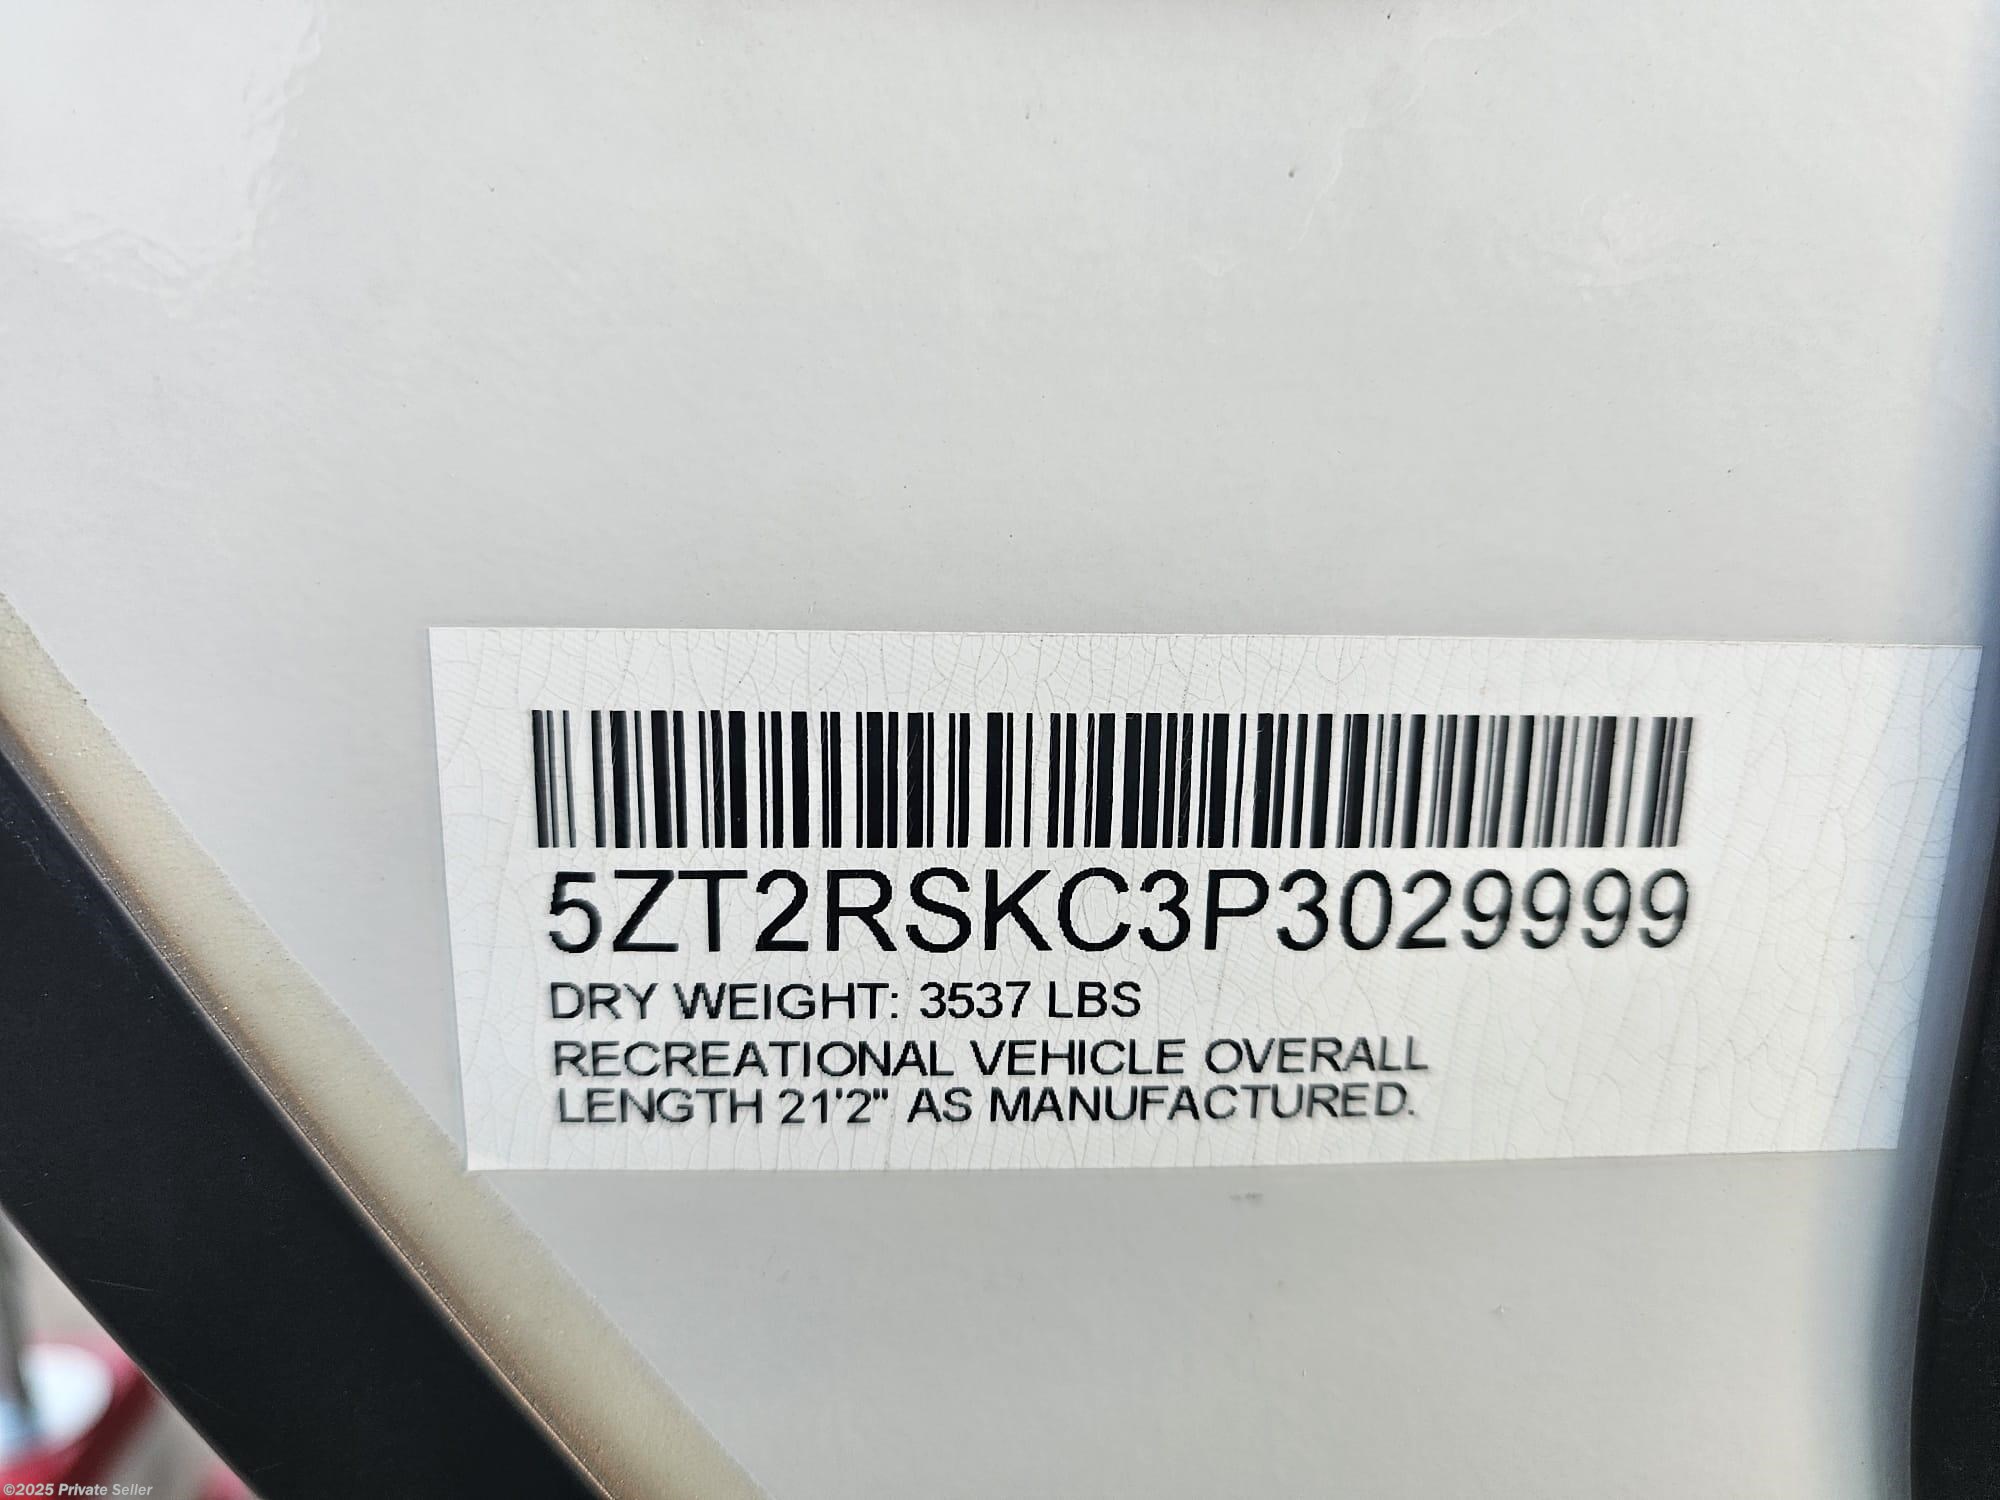 5ZT2RSKC3P3029999
DRY WEIGHT: 3537 LBS
RECREATIONAL VEHICLE OVERALL
LENGTH 21'2" AS MANUFACTURED.
©2025 Private Seller